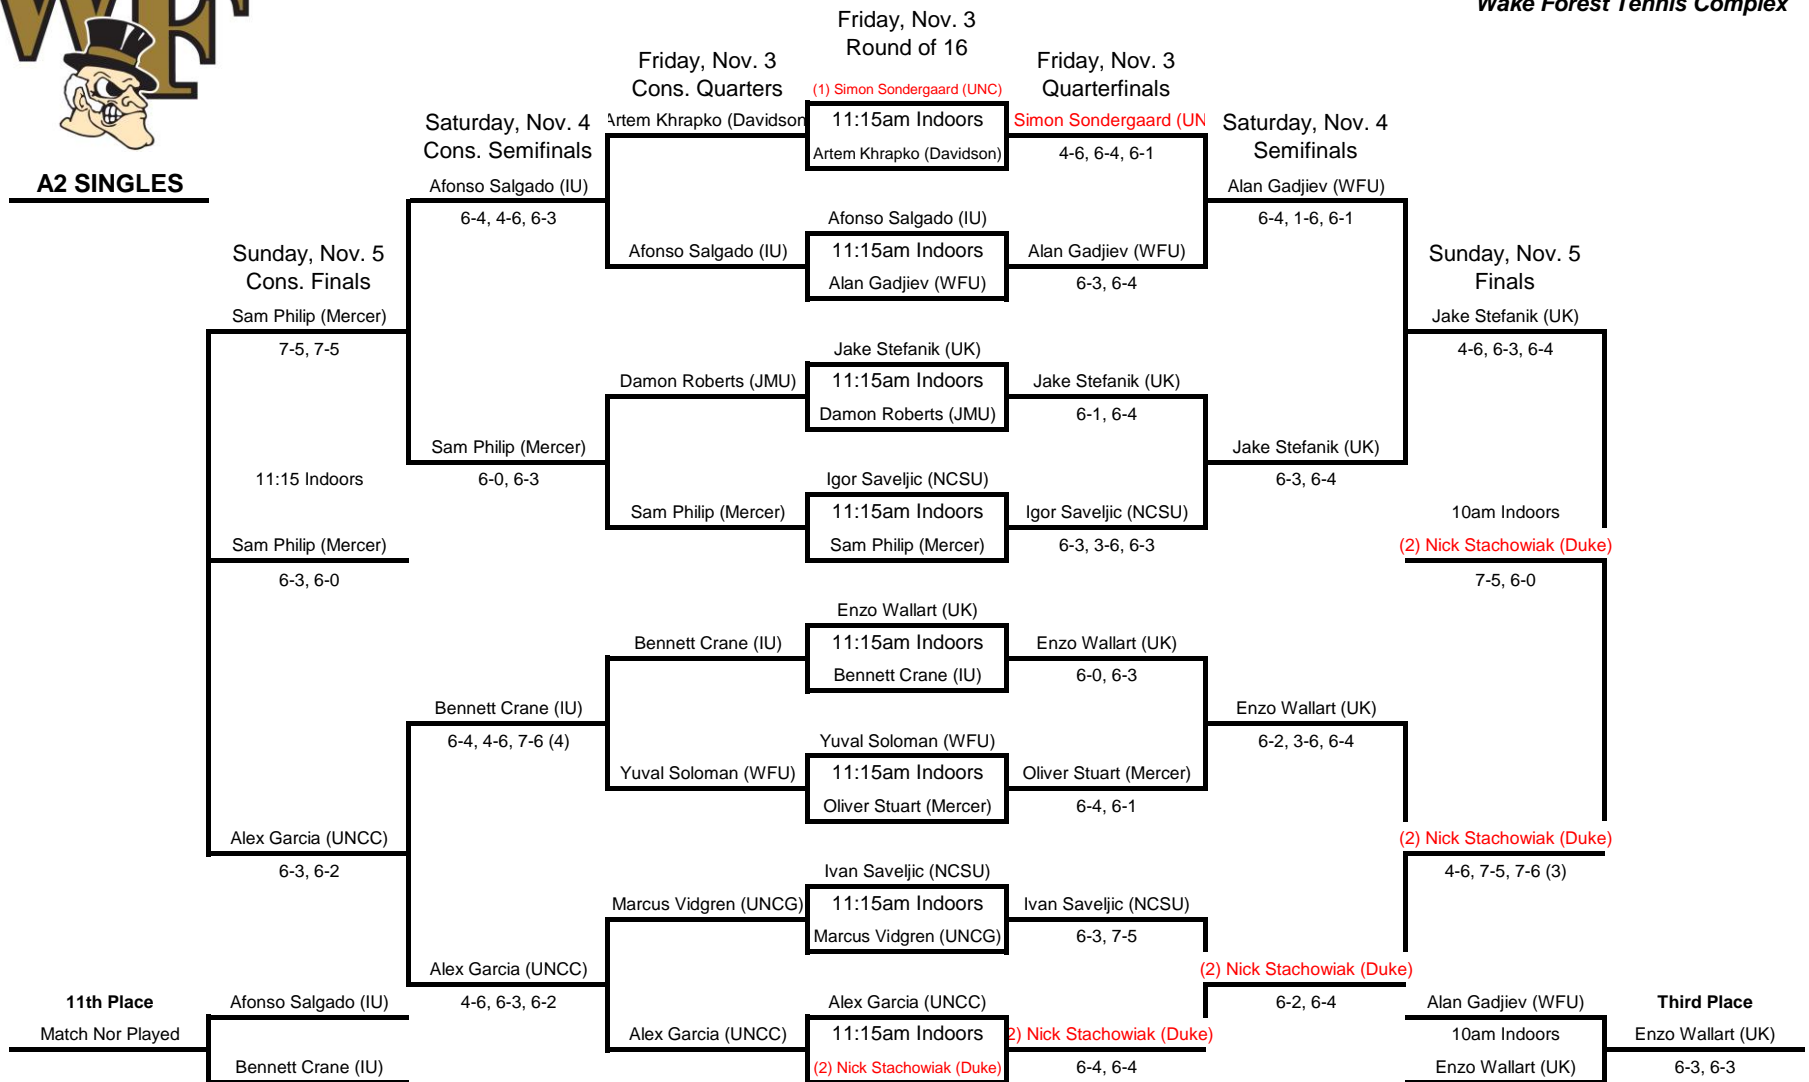 WF
Wake Forest Tennis Complex
A2 SINGLES
Sunday, Nov. 5
Cons. Finals
Sam Philip (Mercer)
7-5, 7-5
11:15 Indoors
Sam Philip (Mercer)
6-3, 6-0
Alex Garcia (UNCC)
6-3, 6-2
11th Place
Match Nor Played
Afonso Salgado (IU)
Bennett Crane (IU)
Saturday, Nov. 4
Cons. Semifinals
Afonso Salgado (IU)
6-4, 4-6, 6-3
Sam Philip (Mercer)
6-0, 6-3
Bennett Crane (IU)
6-4, 4-6, 7-6 (4)
Alex Garcia (UNCC)
4-6, 6-3, 6-2
Friday, Nov. 3
Cons. Quarters
Artem Khrapko (Davidson
Afonso Salgado (IU)
Damon Roberts (JMU)
Sam Philip (Mercer)
Bennett Crane (IU)
Yuval Soloman (WFU)
Marcus Vidgren (UNCG)
Alex Garcia (UNCC)
Friday, Nov. 3
Round of 16
(1) Simon Sondergaard (UNC)
11:15am Indoors
Artem Khrapko (Davidson)
Afonso Salgado (IU)
11:15am Indoors
Alan Gadjiev (WFU)
Jake Stefanik (UK)
11:15am Indoors
Damon Roberts (JMU)
Igor Saveljic (NCSU)
11:15am Indoors
Sam Philip (Mercer)
Enzo Wallart (UK)
11:15am Indoors
Bennett Crane (IU)
Yuval Soloman (WFU)
11:15am Indoors
Oliver Stuart (Mercer)
Ivan Saveljic (NCSU)
11:15am Indoors
Marcus Vidgren (UNCG)
Alex Garcia (UNCC)
11:15am Indoors
(2) Nick Stachowiak (Duke)
Friday, Nov. 3
Quarterfinals
Simon Sondergaard (UN
4-6, 6-4, 6-1
Alan Gadjiev (WFU)
6-3, 6-4
Jake Stefanik (UK)
6-1, 6-4
Igor Saveljic (NCSU)
6-3, 3-6, 6-3
Enzo Wallart (UK)
6-0, 6-3
Oliver Stuart (Mercer)
6-4, 6-1
Ivan Saveljic (NCSU)
6-3, 7-5
2) Nick Stachowiak (Duke)
6-4, 6-4
Saturday, Nov. 4
Semifinals
Alan Gadjiev (WFU)
6-4, 1-6, 6-1
Jake Stefanik (UK)
6-3, 6-4
Enzo Wallart (UK)
6-2, 3-6, 6-4
(2) Nick Stachowiak (Duke)
6-2, 6-4
Sunday, Nov. 5
Finals
Jake Stefanik (UK)
4-6, 6-3, 6-4
10am Indoors
(2) Nick Stachowiak (Duke)
7-5, 6-0
(2) Nick Stachowiak (Duke)
4-6, 7-5, 7-6 (3)
Alan Gadjiev (WFU)
10am Indoors
Enzo Wallart (UK)
Third Place
Enzo Wallart (UK)
6-3, 6-3